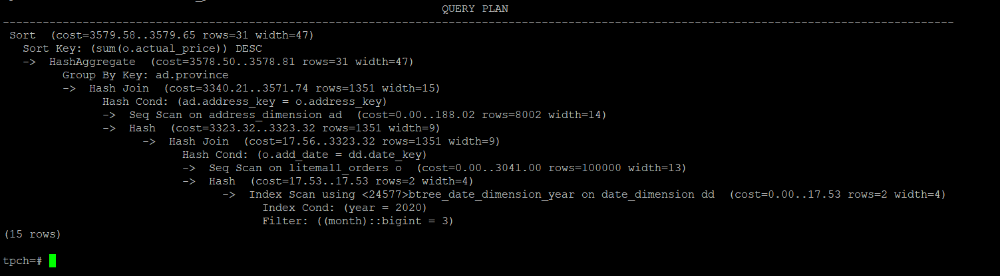 QUERY PLAN
----------------------------------------------------------------------------------------------------------------------------------------------
Sort  (cost=3579.58..3579.65 rows=31 width=47)
  Sort Key: (sum(o.actual_price)) DESC
  ->  HashAggregate  (cost=3578.50..3578.81 rows=31 width=47)
        Group By Key: ad.province
        ->  Hash Join  (cost=3340.21..3571.74 rows=1351 width=15)
              Hash Cond: (ad.address_key = o.address_key)
              ->  Seq Scan on address_dimension ad  (cost=0.00..188.02 rows=8002 width=14)
              ->  Hash  (cost=3323.32..3323.32 rows=1351 width=9)
                    ->  Hash Join  (cost=17.56..3323.32 rows=1351 width=9)
                          Hash Cond: (o.add_date = dd.date_key)
                          ->  Seq Scan on litemall_orders o  (cost=0.00..3041.00 rows=100000 width=13)
                          ->  Hash  (cost=17.53..17.53 rows=2 width=4)
                                ->  Index Scan using <24577>btree_date_dimension_year on date_dimension dd  (cost=0.00..17.53 rows=2 width=4)
                                      Index Cond: (year = 2020)
                                      Filter: ((month)::bigint = 3)
(15 rows)
tpch=#